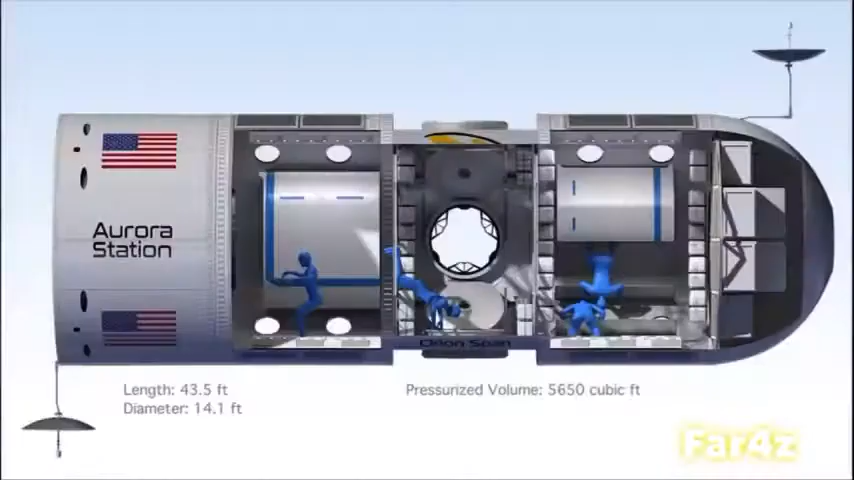 Aurora
Station
Orion Span
Length: 43.5 ft
Diameter: 14.1 ft
Pressurized Volume: 5650 cubic ft
Far4z